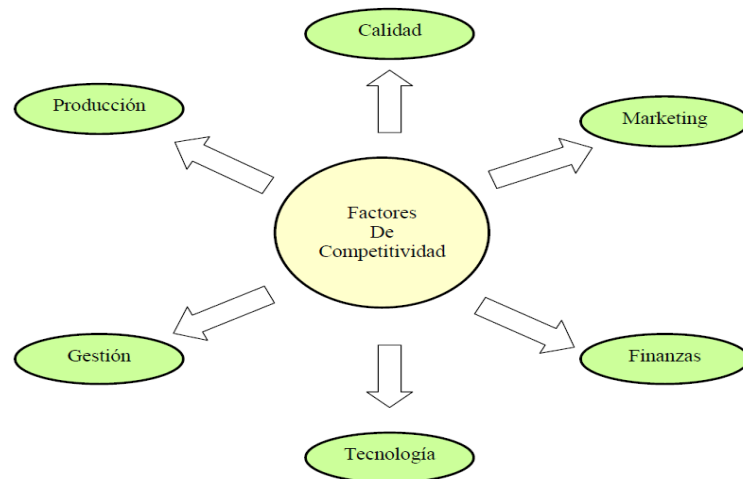 Calidad
Producción
Marketing
Factores
De
Competitividad
Gestión
Finanzas
Tecnología